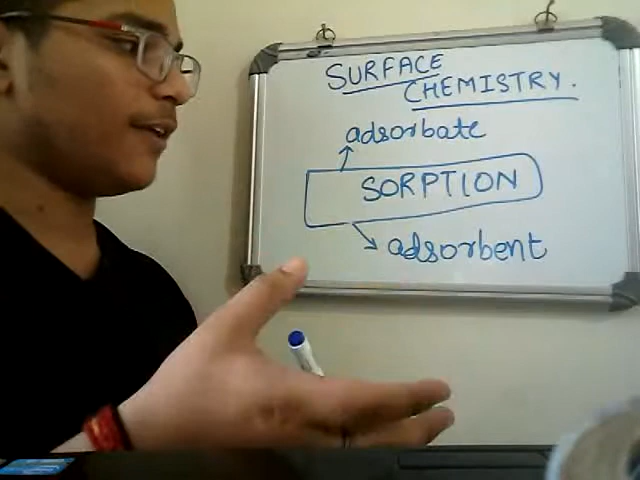 SURFACE
CHEMISTRY.
adsorbate
SORPTION
adsorbent